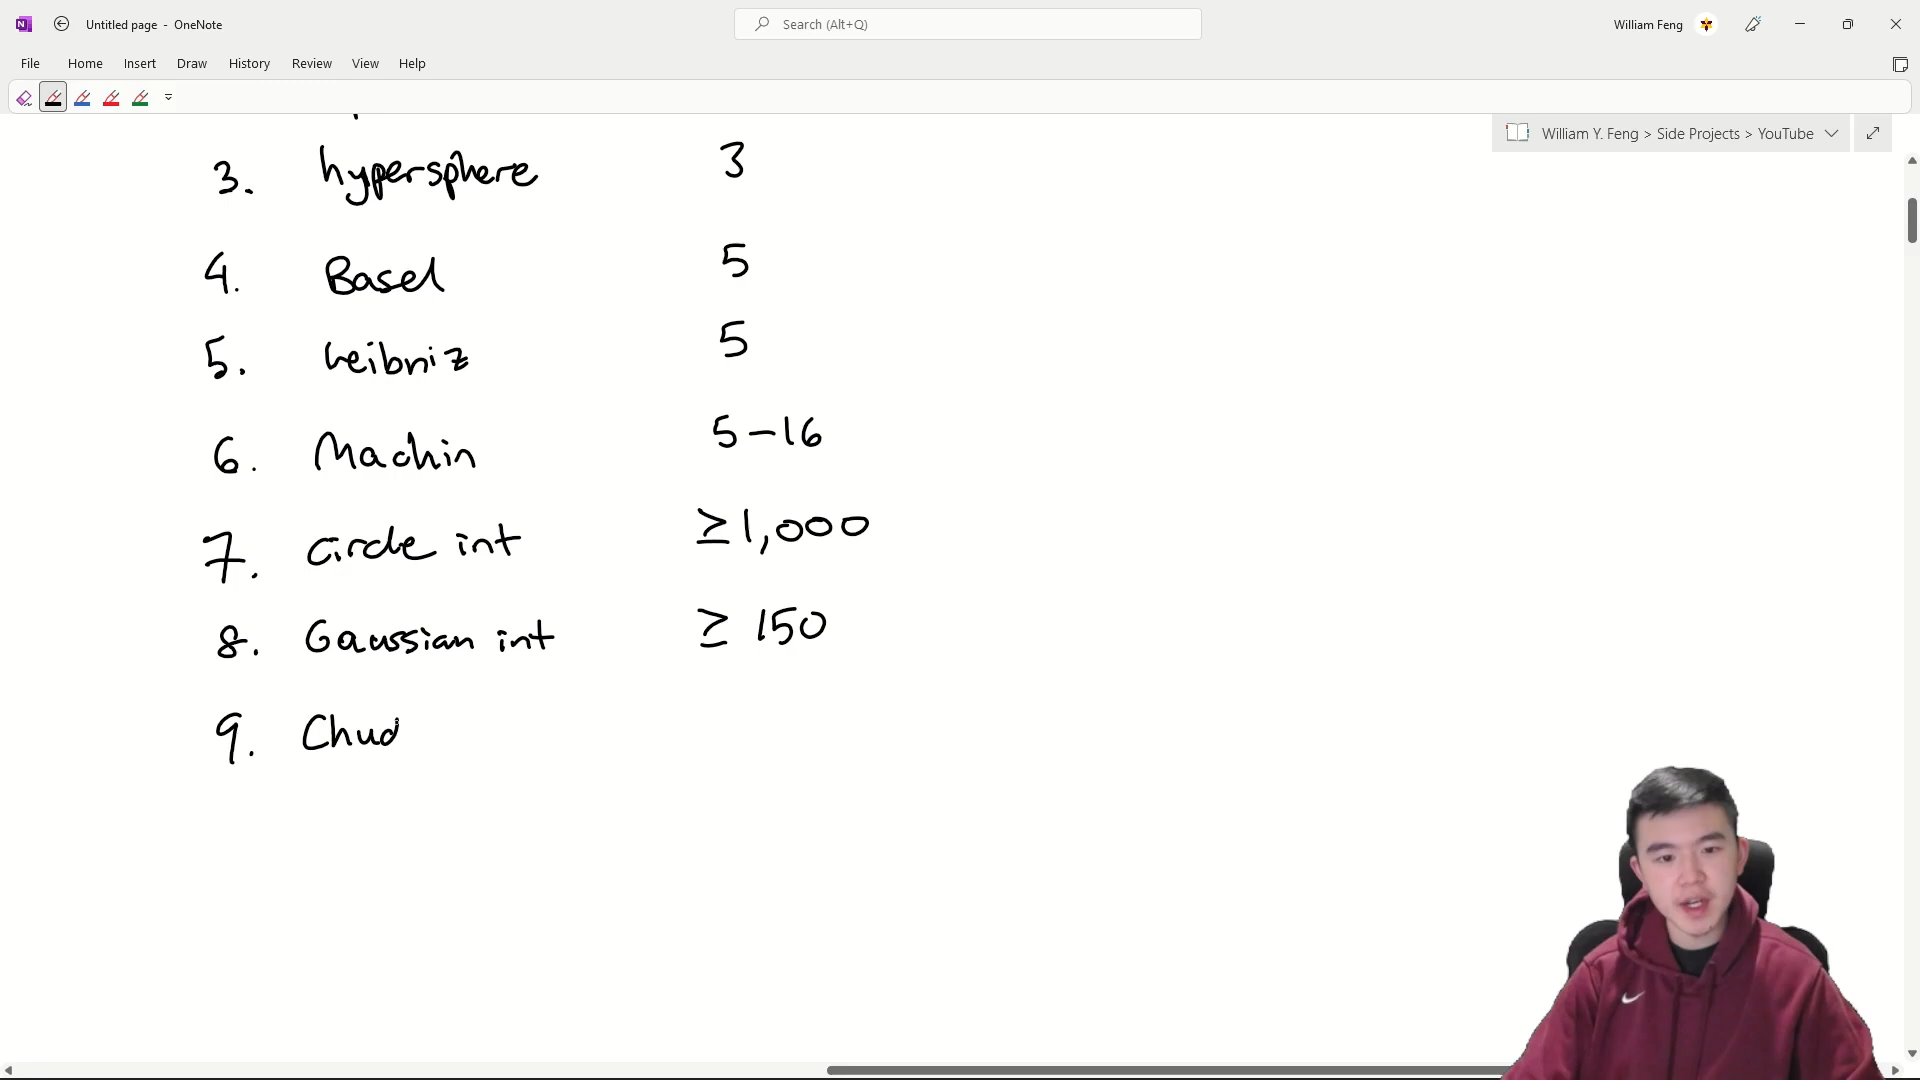 Untitled page - OneNote
Search (Alt+Q)
William Feng
File Home Insert Draw History Review View Help
William Y. Feng > Side Projects > YouTube
3. hypersphere 3
4. Basel 5
5. Leibniz 5
6. Machin 5-16
7. circle int ≥1,000
8. Gaussian int ≥ 150
9. Chud